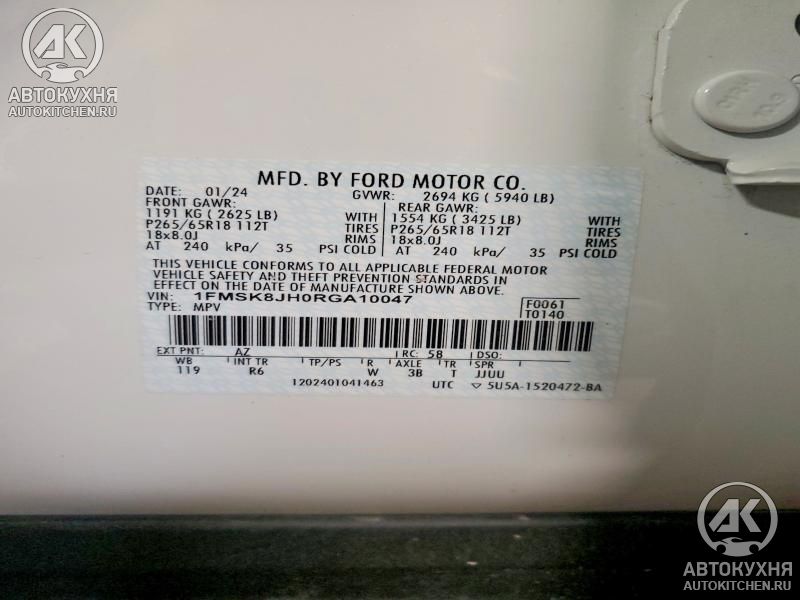 АК
АВТОКУХНЯ
AUTOKITCHEN.RU
MFD. BY FORD MOTOR CO.
DATE: 01/24 GVWR: 2694 KG ( 5940 LB)
FRONT GAWR: REAR GAWR:
1191 KG ( 2625 LB) WITH 1554 KG ( 3425 LB) WITH
P265/65R18 112T TIRES P265/65R18 112T TIRES
18x8.0J RIMS 18x8.0J RIMS
AT 240 kPa/ 35 PSI COLD AT 240 kPa/ 35 PSI COLD
THIS VEHICLE CONFORMS TO ALL APPLICABLE FEDERAL MOTOR
VEHICLE SAFETY AND THEFT PREVENTION STANDARDS IN
EFFECT ON THE DATE OF MANUFACTURE SHOWN ABOVE.
VIN: 1FMSK8JH0RGA10047 F0061
TYPE: MPV T0140
EXT PNT: AZ RC: 58 DSO:
WB INT TR TP/PS R AXLE TR SPR
119 R6 W 3B T JJUU
1202401041463 UTC 5U5A-1520472-BA
АК
АВТОКУХНЯ
AUTOKITCHEN.RU